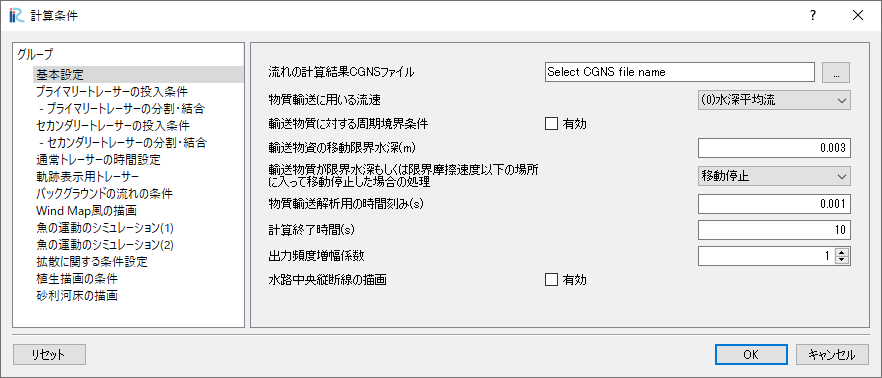 計算条件
グループ
基本設定
プライマリートレーサーの投入条件
- プライマリートレーサーの分割・結合
セカンダリートレーサーの投入条件
- セカンダリートレーサーの分割・結合
通常トレーサーの時間設定
軌跡表示用トレーサー
バックグラウンドの流れの条件
Wind Map風の描画
魚の運動のシミュレーション(1)
魚の運動のシミュレーション(2)
拡散に関する条件設定
植生描画の条件
砂利河床の描画
流れの計算結果CGNSファイル Select CGNS file name ...
物質輸送に用いる流速 (0)水深平均流
輸送物質に対する周期境界条件 有効
輸送物資の移動限界水深(m) 0.003
輸送物質が限界水深もしくは限界摩擦速度以下の場所
に入って移動停止した場合の処理 移動停止
物質輸送解析用の時間刻み(s) 0.001
計算終了時間(s) 10
出力頻度増幅係数 1
水路中央縦断線の描画 有効
リセット OK キャンセル